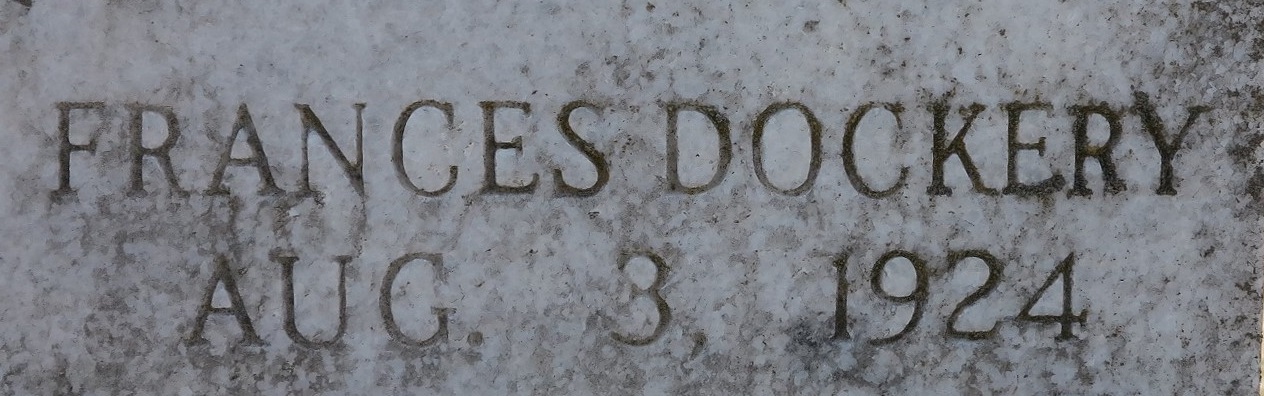 FRANCES DOCKERY
AUG. 3, 1924